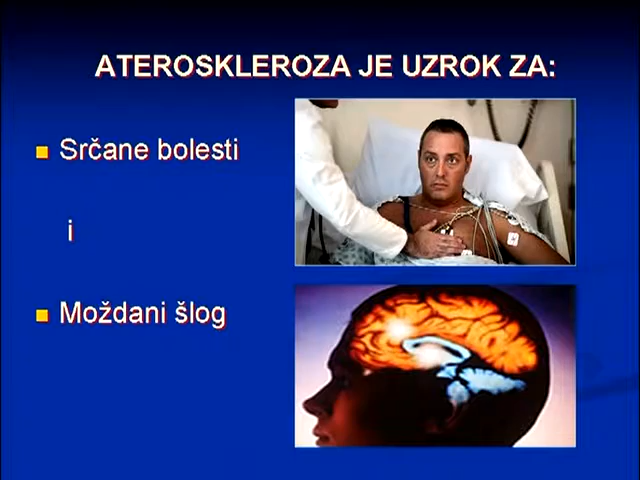 ATEROSKLEROZA JE UZROK ZA:
Srčane bolesti
i
Moždani šlog